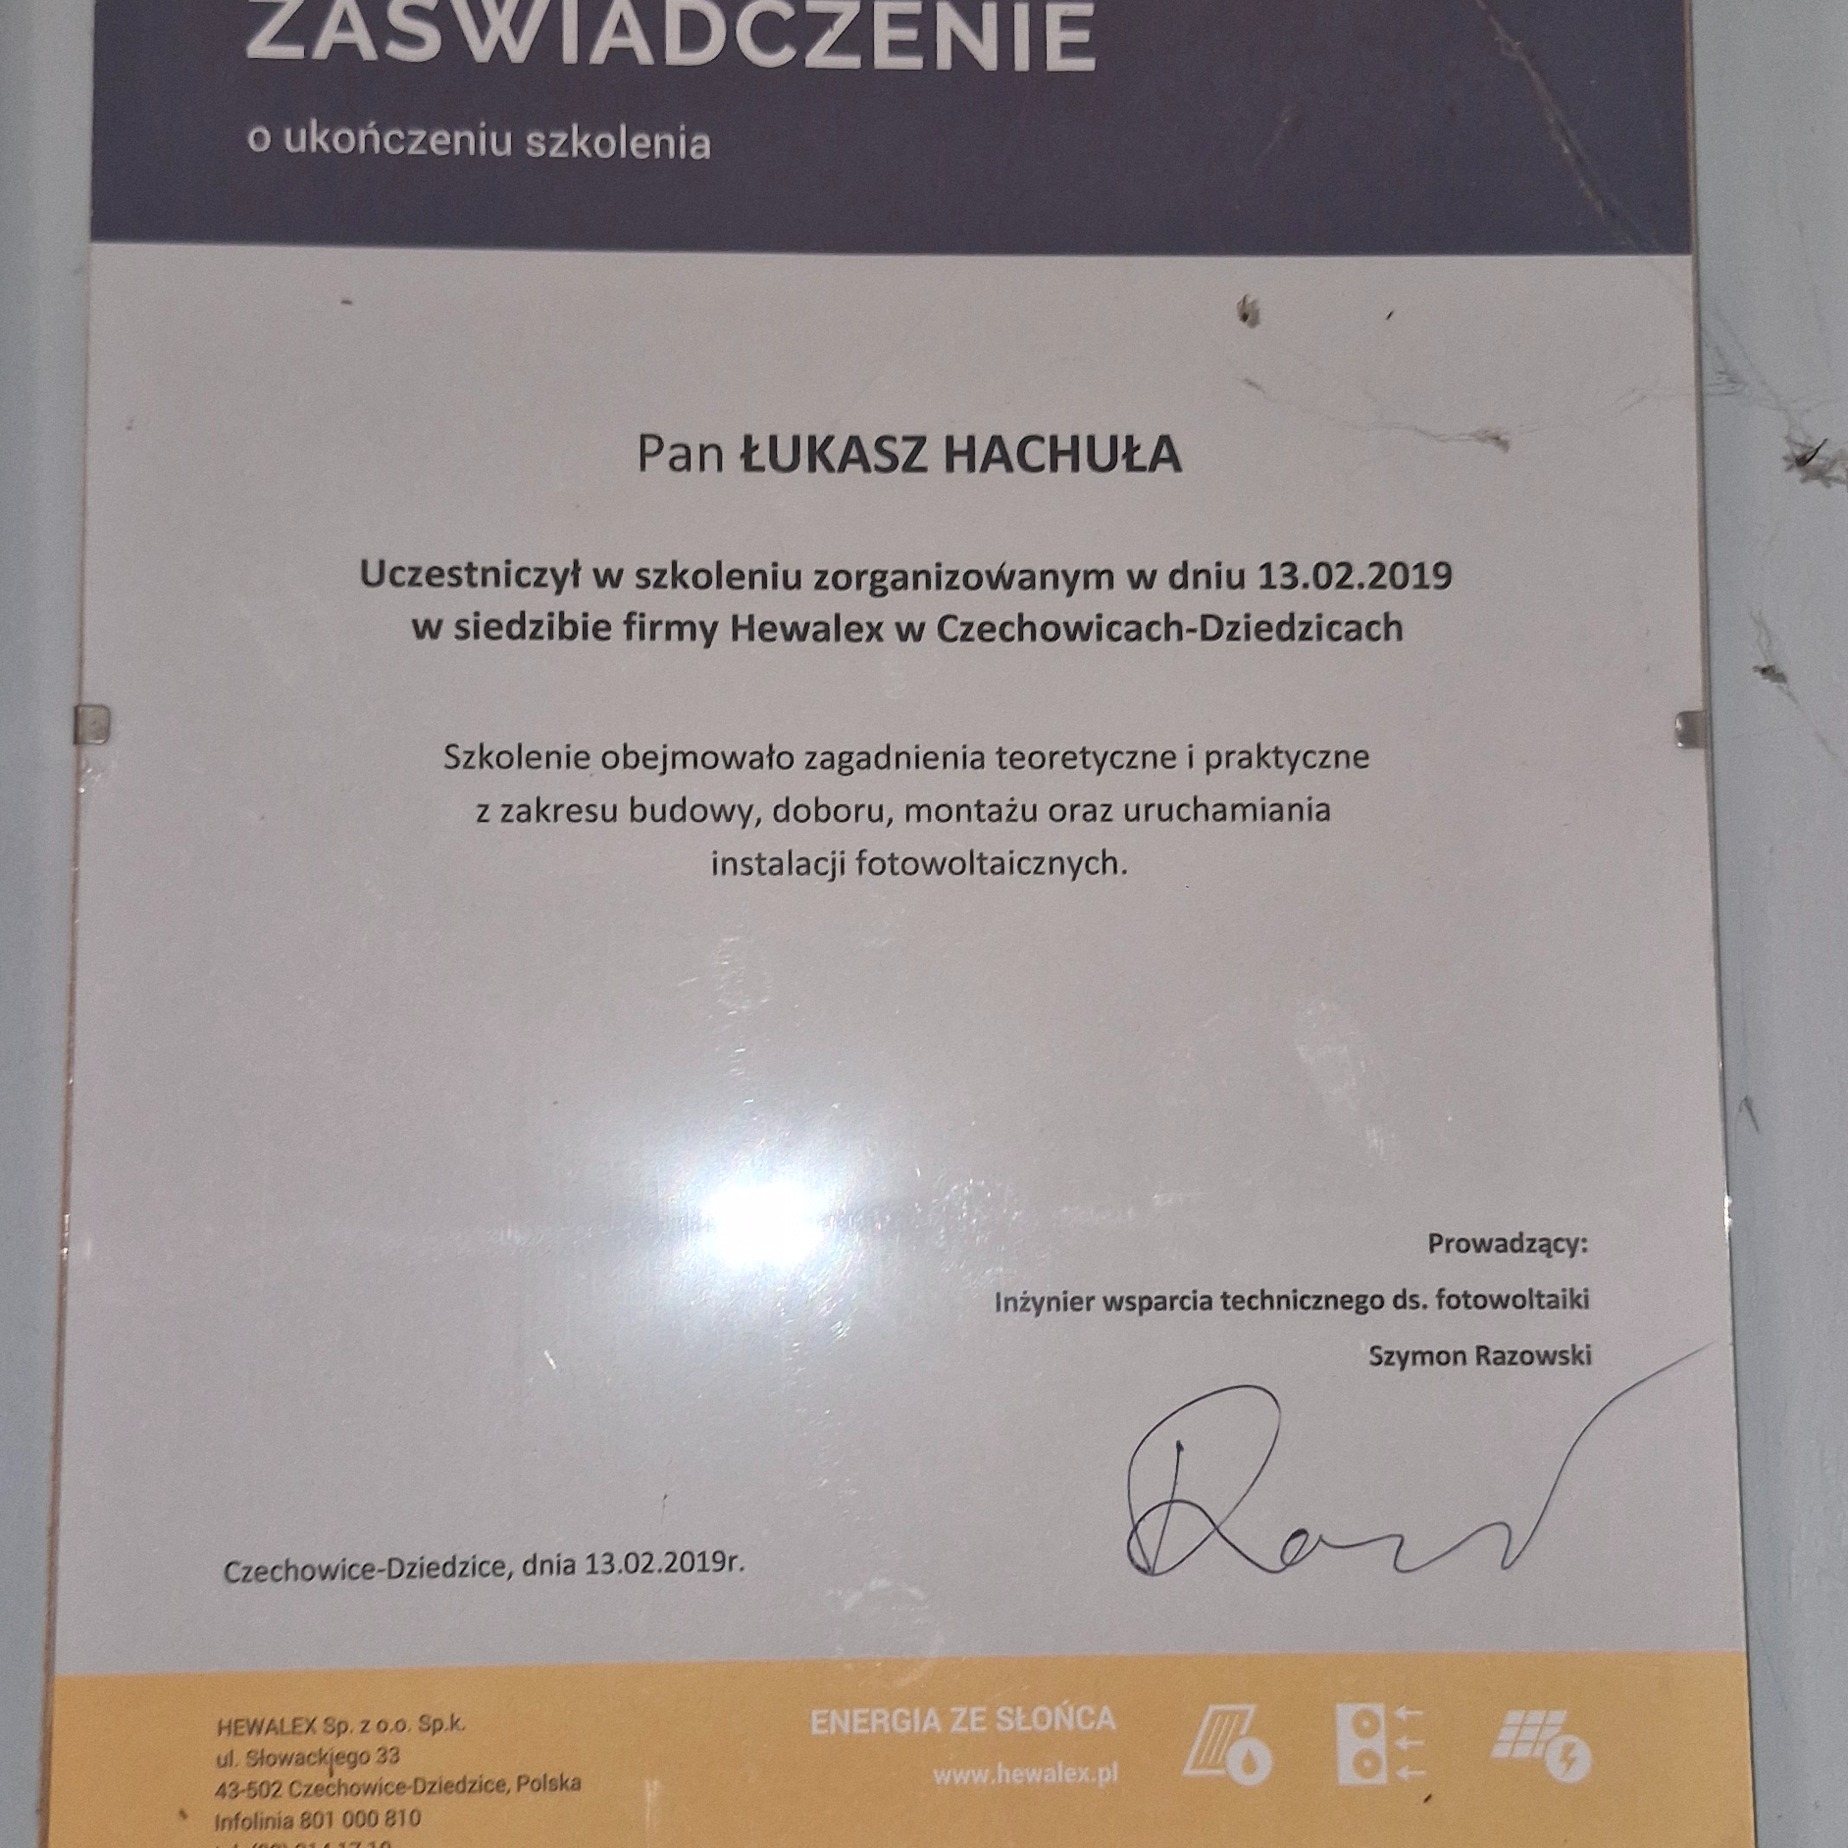 ZAŚWIADCZENIE
o ukończeniu szkolenia
Pan ŁUKASZ HACHUŁA
Uczestniczył w szkoleniu zorganizowanym w dniu 13.02.2019
w siedzibie firmy Hewalex w Czechowicach-Dziedzicach
Szkolenie obejmowało zagadnienia teoretyczne i praktyczne
z zakresu budowy, doboru, montażu oraz uruchamiania
instalacji fotowoltaicznych.
Prowadzący:
Inżynier wsparcia technicznego ds. fotowoltaiki
Szymon Razowski
Czechowice-Dziedzice, dnia 13.02.2019r.
HEWALEX Sp. z o.o. Sp.k.
ul. Słowackiego 33
43-502 Czechowice-Dziedzice, Polska
Infolinia 801 000 810
ENERGIA ZE SŁOŃCA
www.hewalex.pl